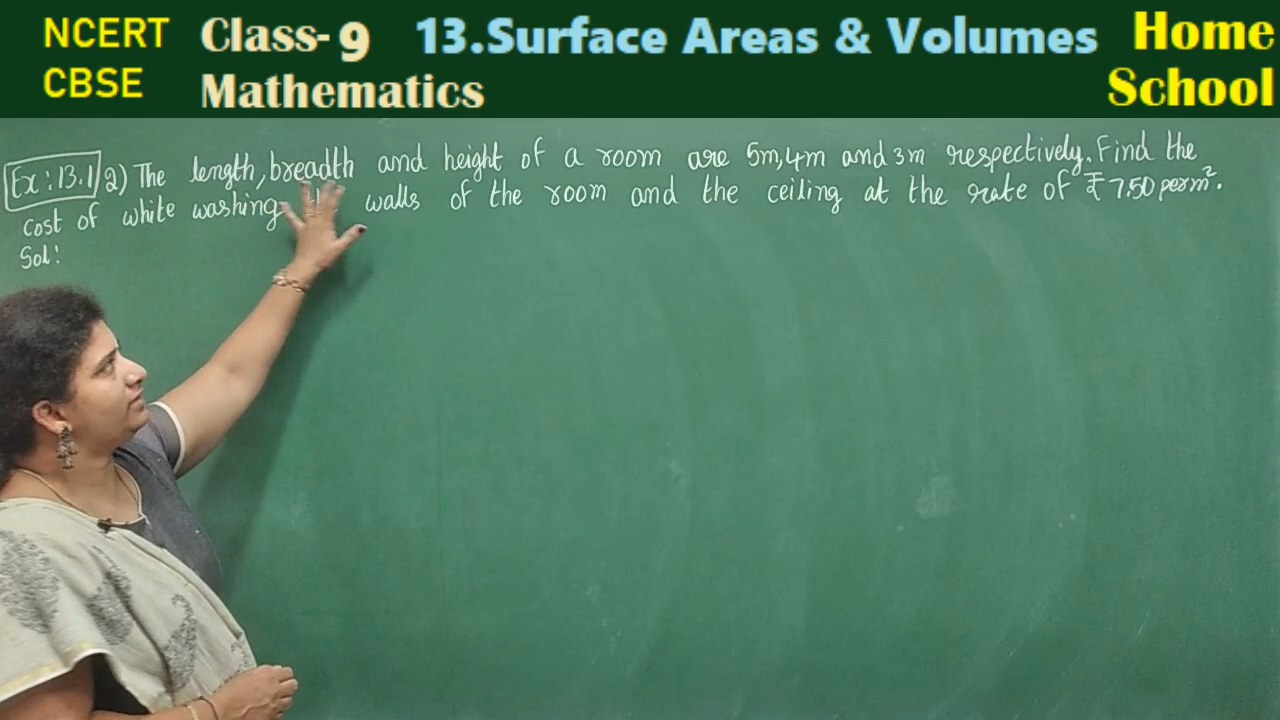 NCERT
CBSE
Class-9
Mathematics
13.Surface Areas & Volumes
Home
School
Ex: 13.1 2) The length, breadth and height of a room are 5m, 4m and 3m respectively. Find the
cost of white washing walls of the room and the ceiling at the rate of ₹ 7.50 per m².
Sol: